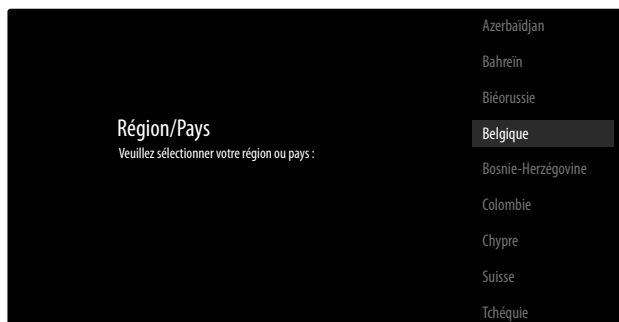 Région/Pays
Veuillez sélectionner votre région ou pays :
Azerbaïdjan
Bahreïn
Biéorussie
Belgique
Bosnie-Herzégovine
Colombie
Chypre
Suisse
Tchéquie